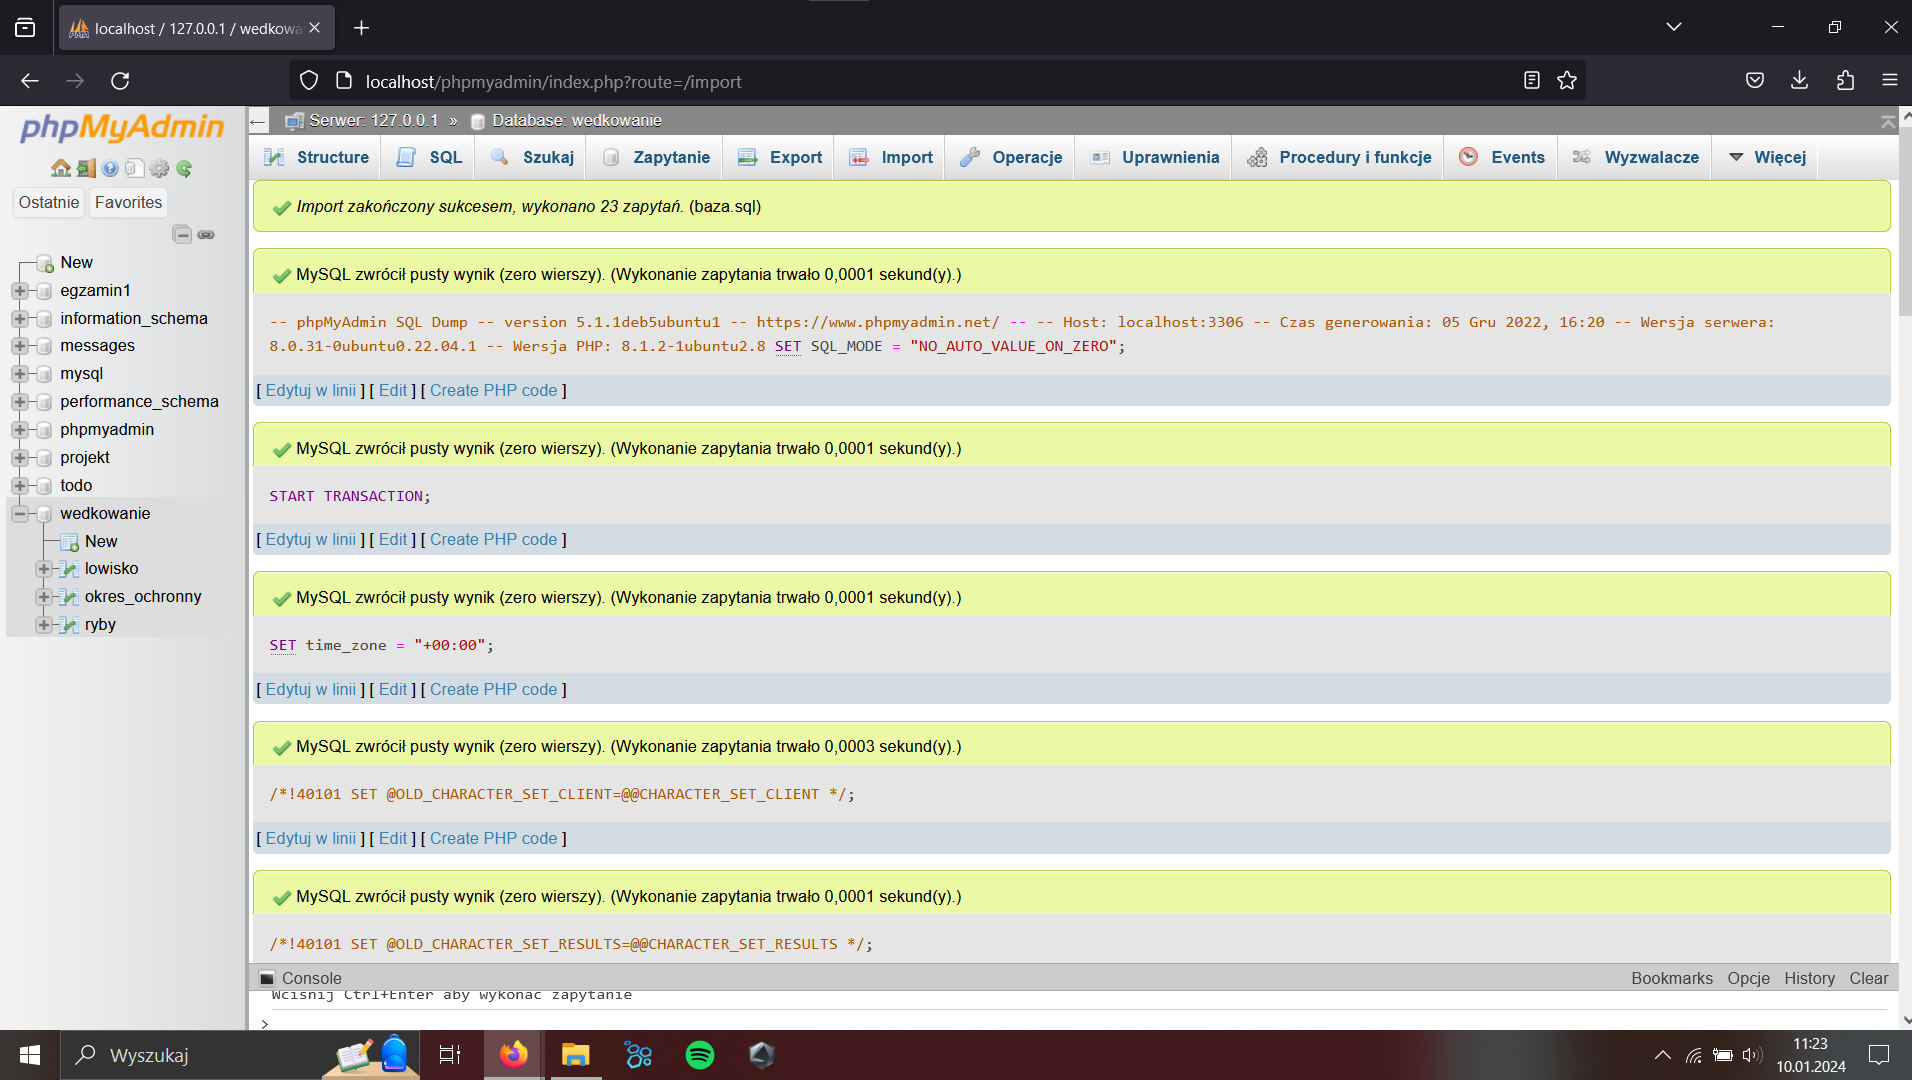 localhost / 127.0.0.1 / wedkowa
localhost/phpmyadmin/index.php?route=/import
phpMyAdmin
Ostatnie Favorites
New
egzamin1
information_schema
messages
mysql
performance_schema
phpmyadmin
projekt
todo
wedkowanie
New
lowisko
okres_ochronny
ryby
← Serwer: 127.0.0.1 » Database: wedkowanie
Structure SQL Szukaj Zapytanie Export Import Operacje Uprawnienia Procedury i funkcje Events Wyzwalacze Więcej
Import zakończony sukcesem, wykonano 23 zapytań. (baza.sql)
MySQL zwrócił pusty wynik (zero wierszy). (Wykonanie zapytania trwało 0,0001 sekund(y).)
-- phpMyAdmin SQL Dump -- version 5.1.1deb5ubuntu1 -- https://www.phpmyadmin.net/ -- -- Host: localhost:3306 -- Czas generowania: 05 Gru 2022, 16:20 -- Wersja serwera:
8.0.31-0ubuntu0.22.04.1 -- Wersja PHP: 8.1.2-1ubuntu2.8 SET SQL_MODE = "NO_AUTO_VALUE_ON_ZERO";
[ Edytuj w linii ] [ Edit ] [ Create PHP code ]
MySQL zwrócił pusty wynik (zero wierszy). (Wykonanie zapytania trwało 0,0001 sekund(y).)
START TRANSACTION;
[ Edytuj w linii ] [ Edit ] [ Create PHP code ]
MySQL zwrócił pusty wynik (zero wierszy). (Wykonanie zapytania trwało 0,0001 sekund(y).)
SET time_zone = "+00:00";
[ Edytuj w linii ] [ Edit ] [ Create PHP code ]
MySQL zwrócił pusty wynik (zero wierszy). (Wykonanie zapytania trwało 0,0003 sekund(y).)
/*!40101 SET @OLD_CHARACTER_SET_CLIENT=@@CHARACTER_SET_CLIENT */;
[ Edytuj w linii ] [ Edit ] [ Create PHP code ]
MySQL zwrócił pusty wynik (zero wierszy). (Wykonanie zapytania trwało 0,0001 sekund(y).)
/*!40101 SET @OLD_CHARACTER_SET_RESULTS=@@CHARACTER_SET_RESULTS */;
Console Bookmarks Opcje History Clear
Wciśnij Ctrl+Enter aby wykonać zapytanie
>
Wyszukaj
11:23
10.01.2024